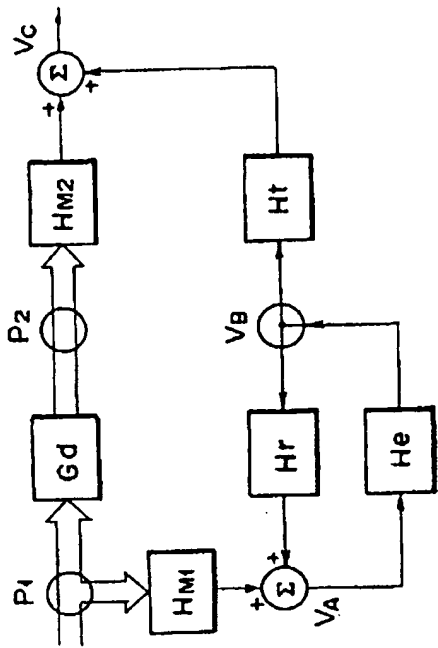 P1
Gd
P2
HM2
Σ
+
+
VC
HM1
+
+
Σ
VA
Hr
VB
Ht
He